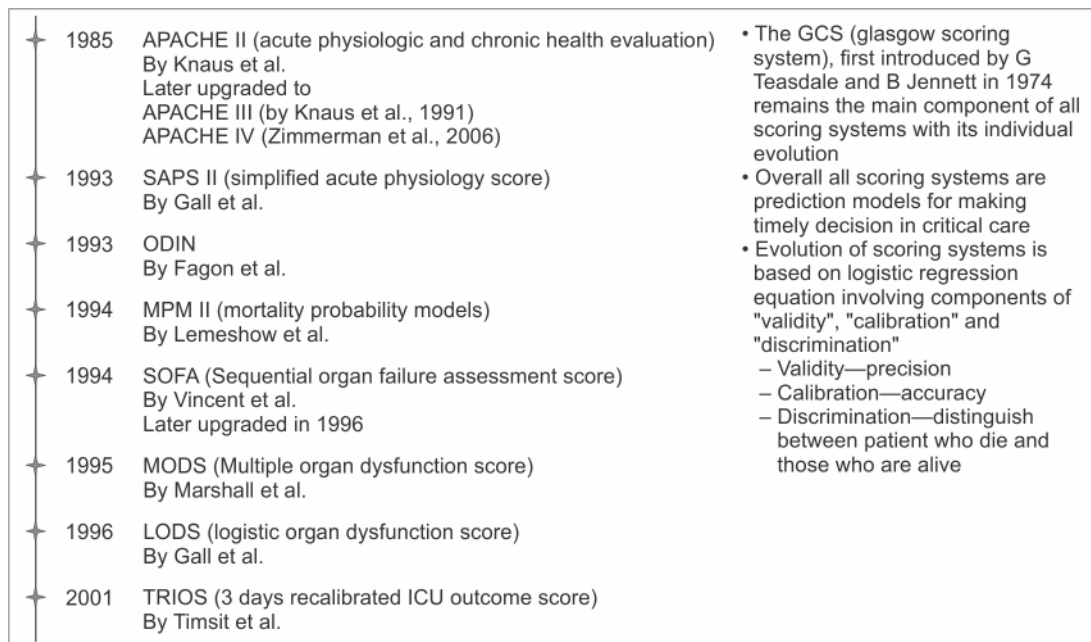 1985 APACHE II (acute physiologic and chronic health evaluation)
By Knaus et al.
Later upgraded to
APACHE III (by Knaus et al., 1991)
APACHE IV (Zimmerman et al., 2006)
1993 SAPS II (simplified acute physiology score)
By Gall et al.
1993 ODIN
By Fagon et al.
1994 MPM II (mortality probability models)
By Lemeshow et al.
1994 SOFA (Sequential organ failure assessment score)
By Vincent et al.
Later upgraded in 1996
1995 MODS (Multiple organ dysfunction score)
By Marshall et al.
1996 LODS (logistic organ dysfunction score)
By Gall et al.
2001 TRIOS (3 days recalibrated ICU outcome score)
By Timsit et al.
• The GCS (glasgow scoring
system), first introduced by G
Teasdale and B Jennett in 1974
remains the main component of all
scoring systems with its individual
evolution
• Overall all scoring systems are
prediction models for making
timely decision in critical care
• Evolution of scoring systems is
based on logistic regression
equation involving components of
"validity", "calibration" and
"discrimination"
– Validity—precision
– Calibration—accuracy
– Discrimination—distinguish
between patient who die and
those who are alive